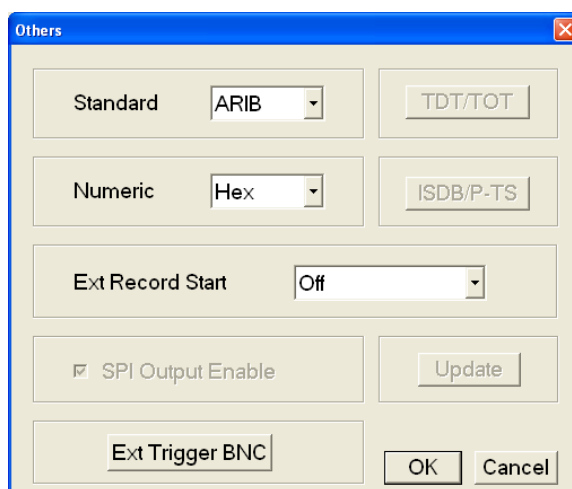 Others
Standard ARIB TDT/TOT
Numeric Hex ISDB/P-TS
Ext Record Start Off
SPI Output Enable Update
Ext Trigger BNC OK Cancel